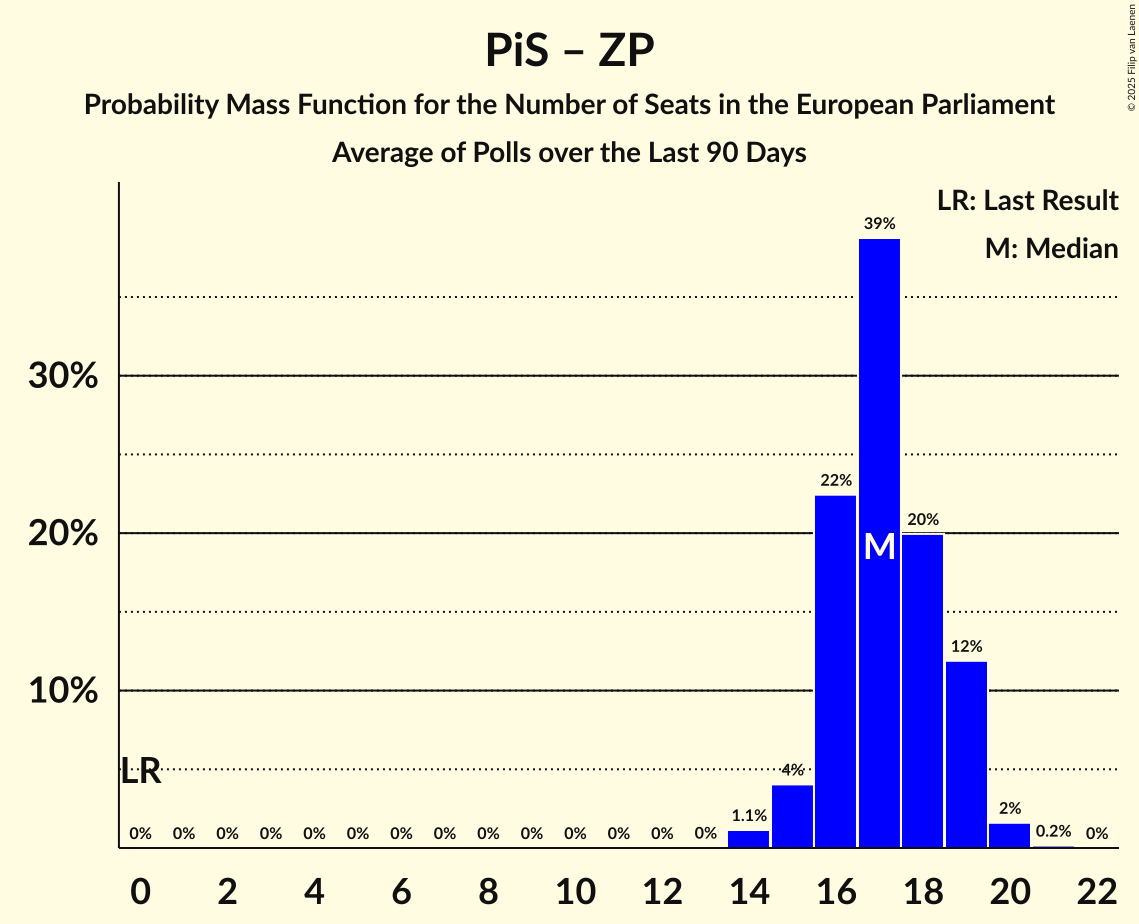 PiS – ZP
Probability Mass Function for the Number of Seats in the European Parliament
Average of Polls over the Last 90 Days
© 2025 Filip van Laenen
LR: Last Result
M: Median
30%
20%
10%
LR
M
0% 0% 0% 0% 0% 0% 0% 0% 0% 0% 0% 0% 0% 0% 1.1% 4% 22% 39% 20% 12% 2% 0.2% 0%
0 2 4 6 8 10 12 14 16 18 20 22